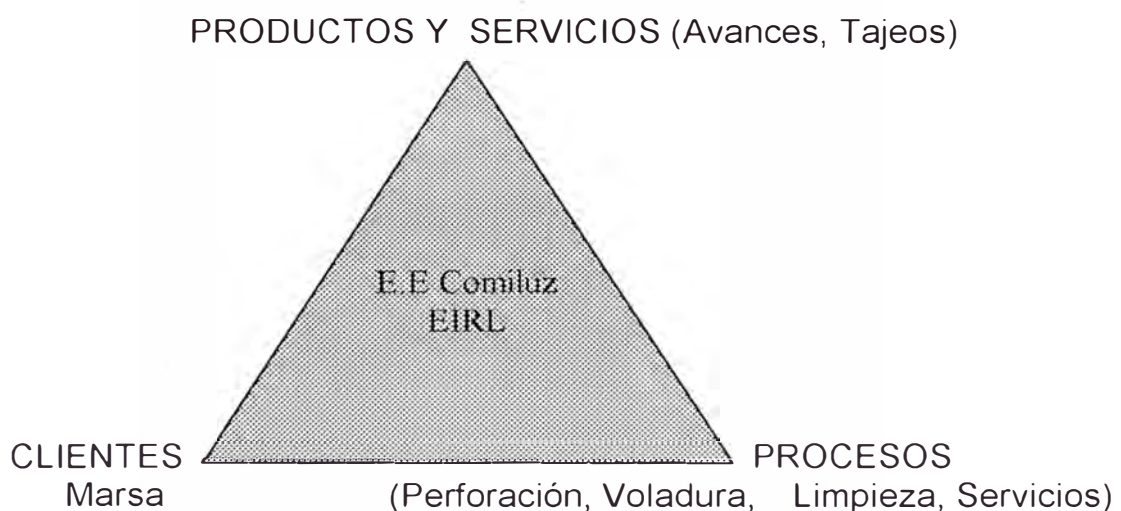 PRODUCTOS Y SERVICIOS (Avances, Tajeos)
E.E Comiluz
EIRL
CLIENTES
Marsa
PROCESOS
(Perforación, Voladura, Limpieza, Servicios)